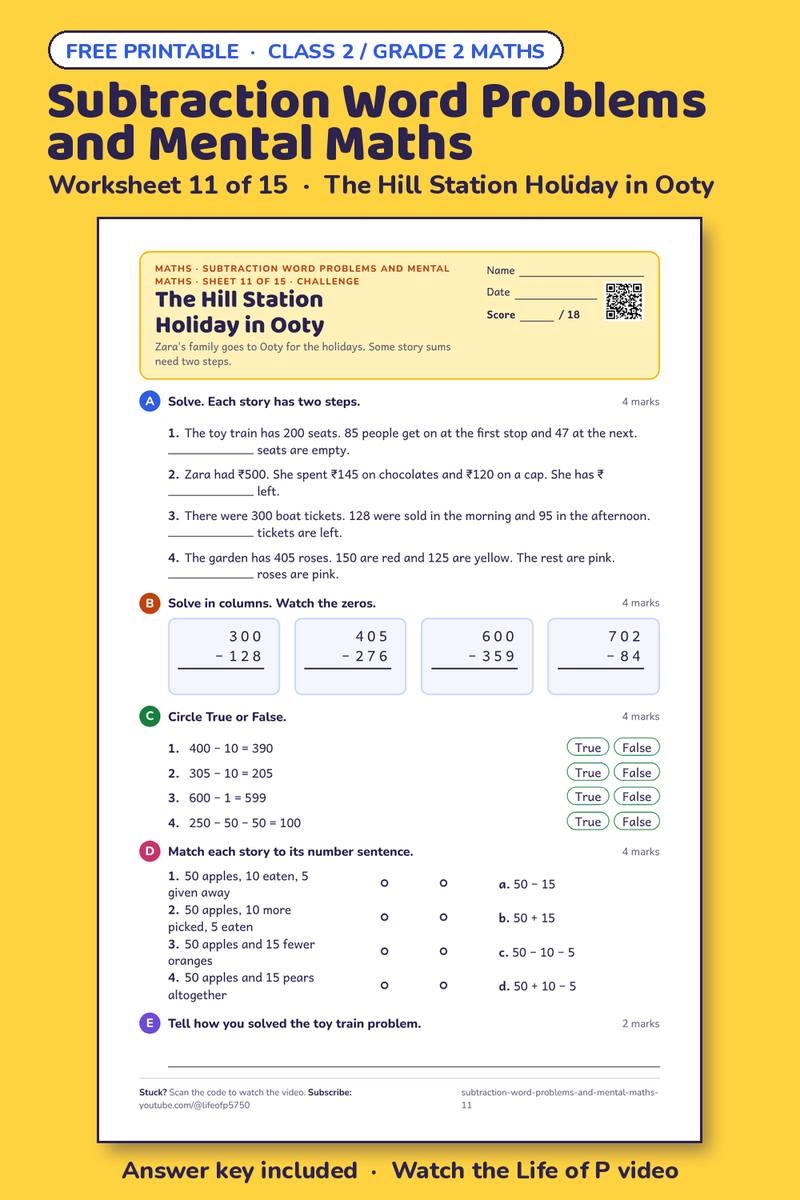 FREE PRINTABLE · CLASS 2 / GRADE 2 MATHS
Subtraction Word Problems
and Mental Maths
Worksheet 11 of 15 · The Hill Station Holiday in Ooty
MATHS · SUBTRACTION WORD PROBLEMS AND MENTAL
MATHS · SHEET 11 OF 15 · CHALLENGE
The Hill Station
Holiday in Ooty
Zara's family goes to Ooty for the holidays. Some story sums
need two steps.
Name ____________
Date ____________
Score _____ / 18
A Solve. Each story has two steps. 4 marks
1. The toy train has 200 seats. 85 people get on at the first stop and 47 at the next.
____________ seats are empty.
2. Zara had ₹500. She spent ₹145 on chocolates and ₹120 on a cap. She has ₹
____________ left.
3. There were 300 boat tickets. 128 were sold in the morning and 95 in the afternoon.
____________ tickets are left.
4. The garden has 405 roses. 150 are red and 125 are yellow. The rest are pink.
____________ roses are pink.
B Solve in columns. Watch the zeros. 4 marks
300 405 600 702
− 128 − 276 − 359 − 84
C Circle True or False. 4 marks
1. 400 − 10 = 390 True False
2. 305 − 10 = 205 True False
3. 600 − 1 = 599 True False
4. 250 − 50 − 50 = 100 True False
D Match each story to its number sentence. 4 marks
1. 50 apples, 10 eaten, 5
given away
a. 50 − 15
2. 50 apples, 10 more
picked, 5 eaten
b. 50 + 15
3. 50 apples and 15 fewer
oranges
c. 50 − 10 − 5
4. 50 apples and 15 pears
altogether
d. 50 + 10 − 5
E Tell how you solved the toy train problem. 2 marks
Stuck? Scan the code to watch the video. Subscribe:
youtube.com/@lifeofp5750
subtraction-word-problems-and-mental-maths-
11
Answer key included · Watch the Life of P video